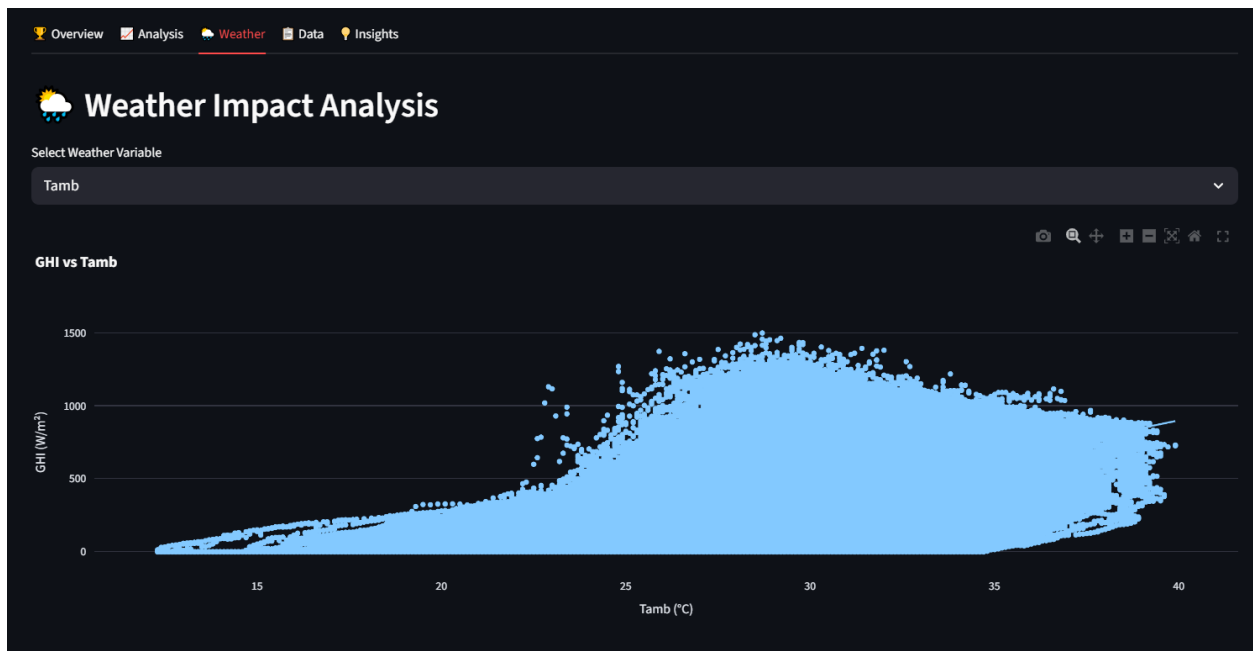 🏆 Overview 📈 Analysis 🌦️ Weather 📋 Data 💡 Insights
🌦️ Weather Impact Analysis
Select Weather Variable
Tamb
GHI vs Tamb
1500
1000
500
0
GHI (W/m²)
15 20 25 30 35 40
Tamb (°C)